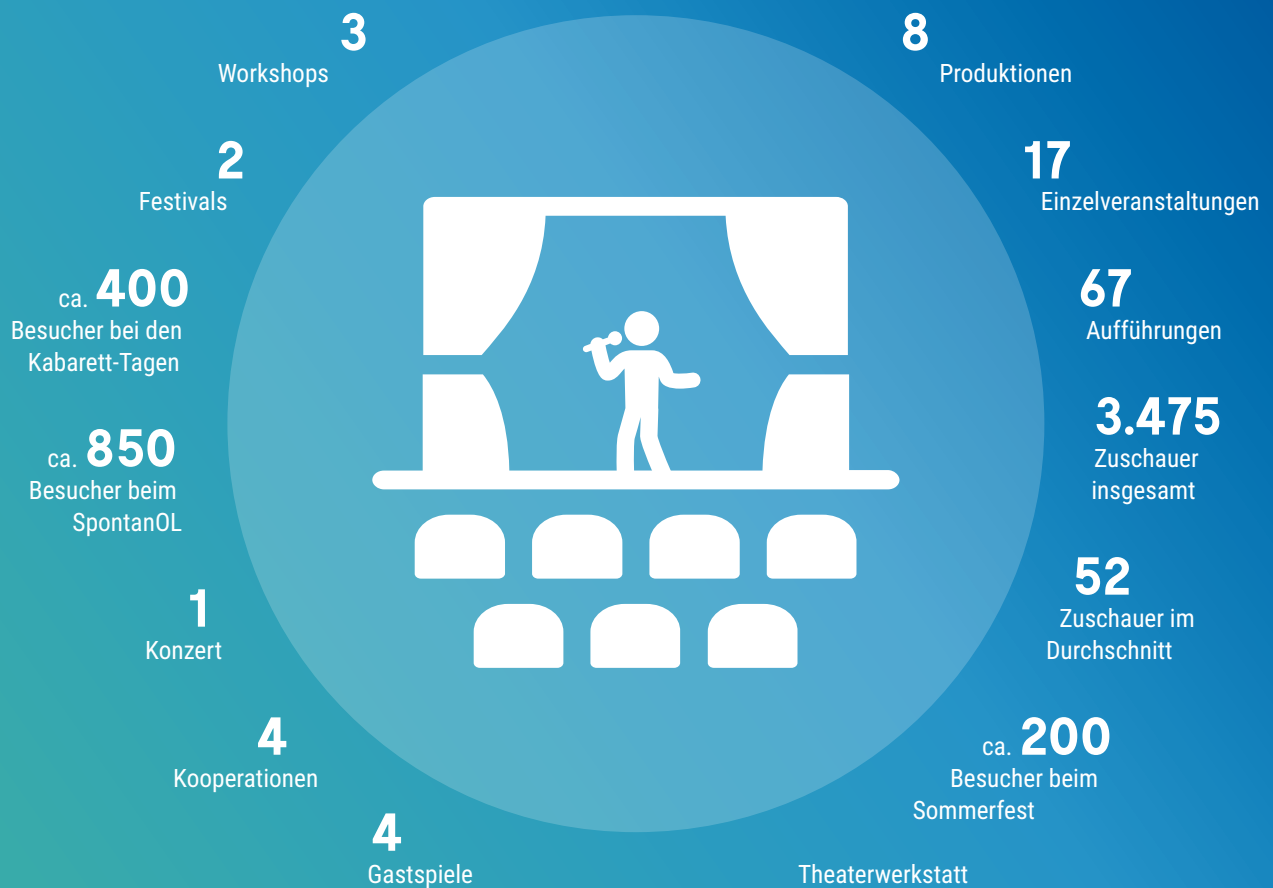 3
Workshops
2
Festivals
ca. 400
Besucher bei den
Kabarett-Tagen
ca. 850
Besucher beim
SpontanOL
1
Konzert
4
Kooperationen
4
Gastspiele
8
Produktionen
17
Einzelveranstaltungen
67
Aufführungen
3.475
Zuschauer
insgesamt
52
Zuschauer im
Durchschnitt
ca. 200
Besucher beim
Sommerfest
Theaterwerkstatt